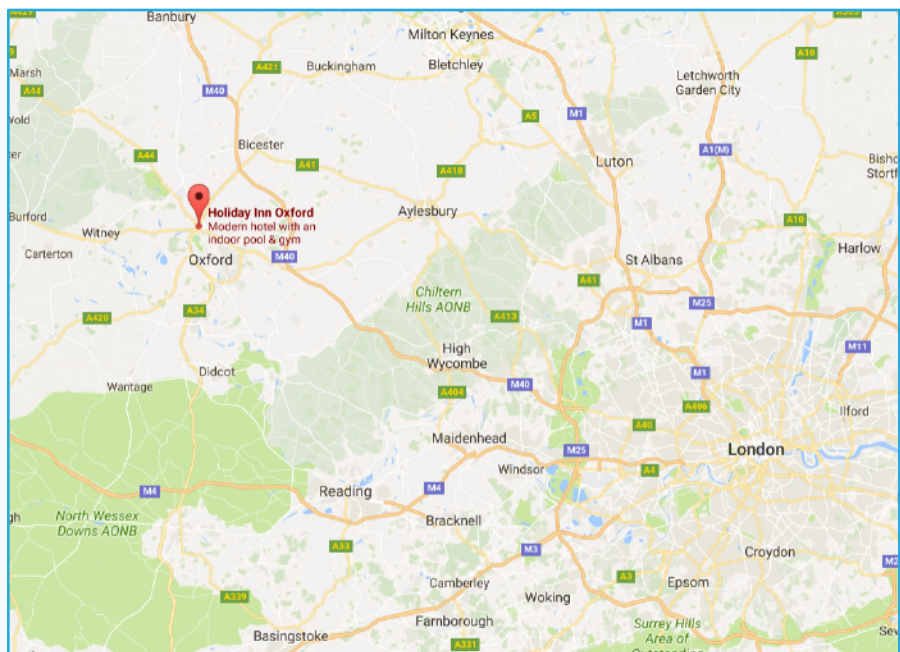 A429
Banbury
A505
Milton Keynes
A10
A421
Buckingham
Bletchley
Marsh
A44
M40
Letchworth
Garden City
M1
A5
Wold
A44
Bicester
A1(M)
A41
A418
Luton
Bisho
Stortf
Holiday Inn Oxford
Modern hotel with an
indoor pool & gym
Burford
Witney
Aylesbury
A10
Carterton
Oxford
M40
St Albans
Harlow
A41
Chiltern
Hills AONB
M25
A420
A34
A413
M1
High
Wycombe
M11
Didcot
M1
Wantage
M40
A404
A406
Ilford
A40
Maidenhead
M25
London
Windsor
A4
M4
Reading
M4
North Wessex
Downs AONB
Bracknell
A33
M3
Croydon
M2
Camberley
A3
Epsom
A339
Woking
Farnborough
Surrey Hills
Area of
Basingstoke
A331
Sev